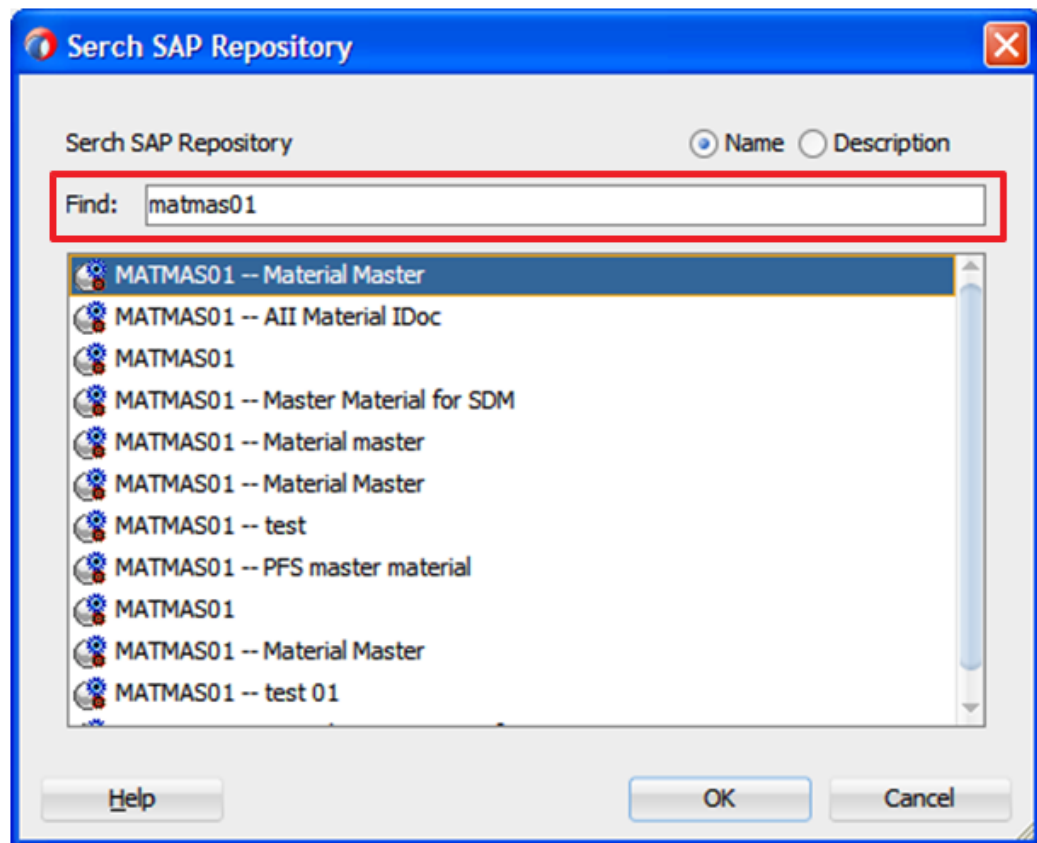 Serch SAP Repository
Serch SAP Repository Name Description
Find: matmas01
MATMAS01 -- Material Master
MATMAS01 -- AII Material IDoc
MATMAS01
MATMAS01 -- Master Material for SDM
MATMAS01 -- Material master
MATMAS01 -- Material Master
MATMAS01 -- test
MATMAS01 -- PFS master material
MATMAS01
MATMAS01 -- Material Master
MATMAS01 -- test 01
Help OK Cancel